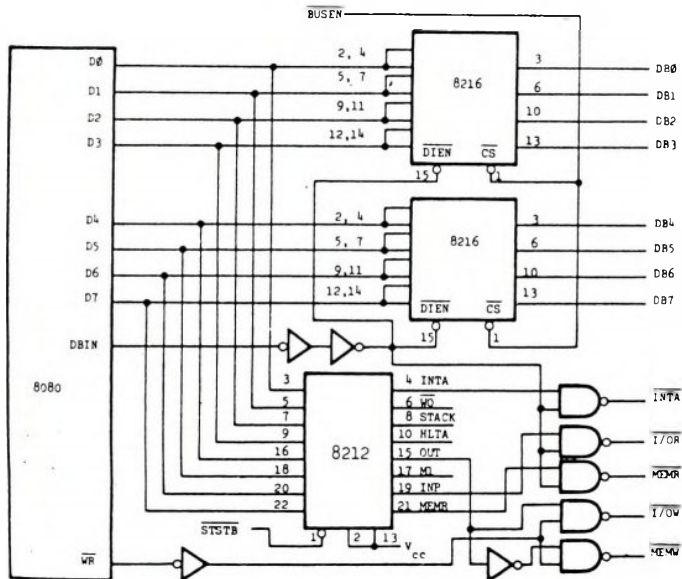 BUSEN
DØ 2, 4 3 DBØ
D1 5, 7 8216 6 DB1
D2 9,11 10 DB2
D3 12,14 13 DB3
DIEN CS
15 1
D4 2, 4 3 DB4
D5 5, 7 6 DB5
D6 9,11 8216 10 DB6
D7 12,14 13 DB7
DIEN CS
DBIN 15 1
8080
3 4 INTA INTA
5 6 WO
7 8 STACK
9 10 HLTA I/OR
16 8212 15 OUT
18 17 M1 MEMR
20 19 INP
22 21 MEMR I/OW
STSTB 1 2 13
Vcc
WR MEMW